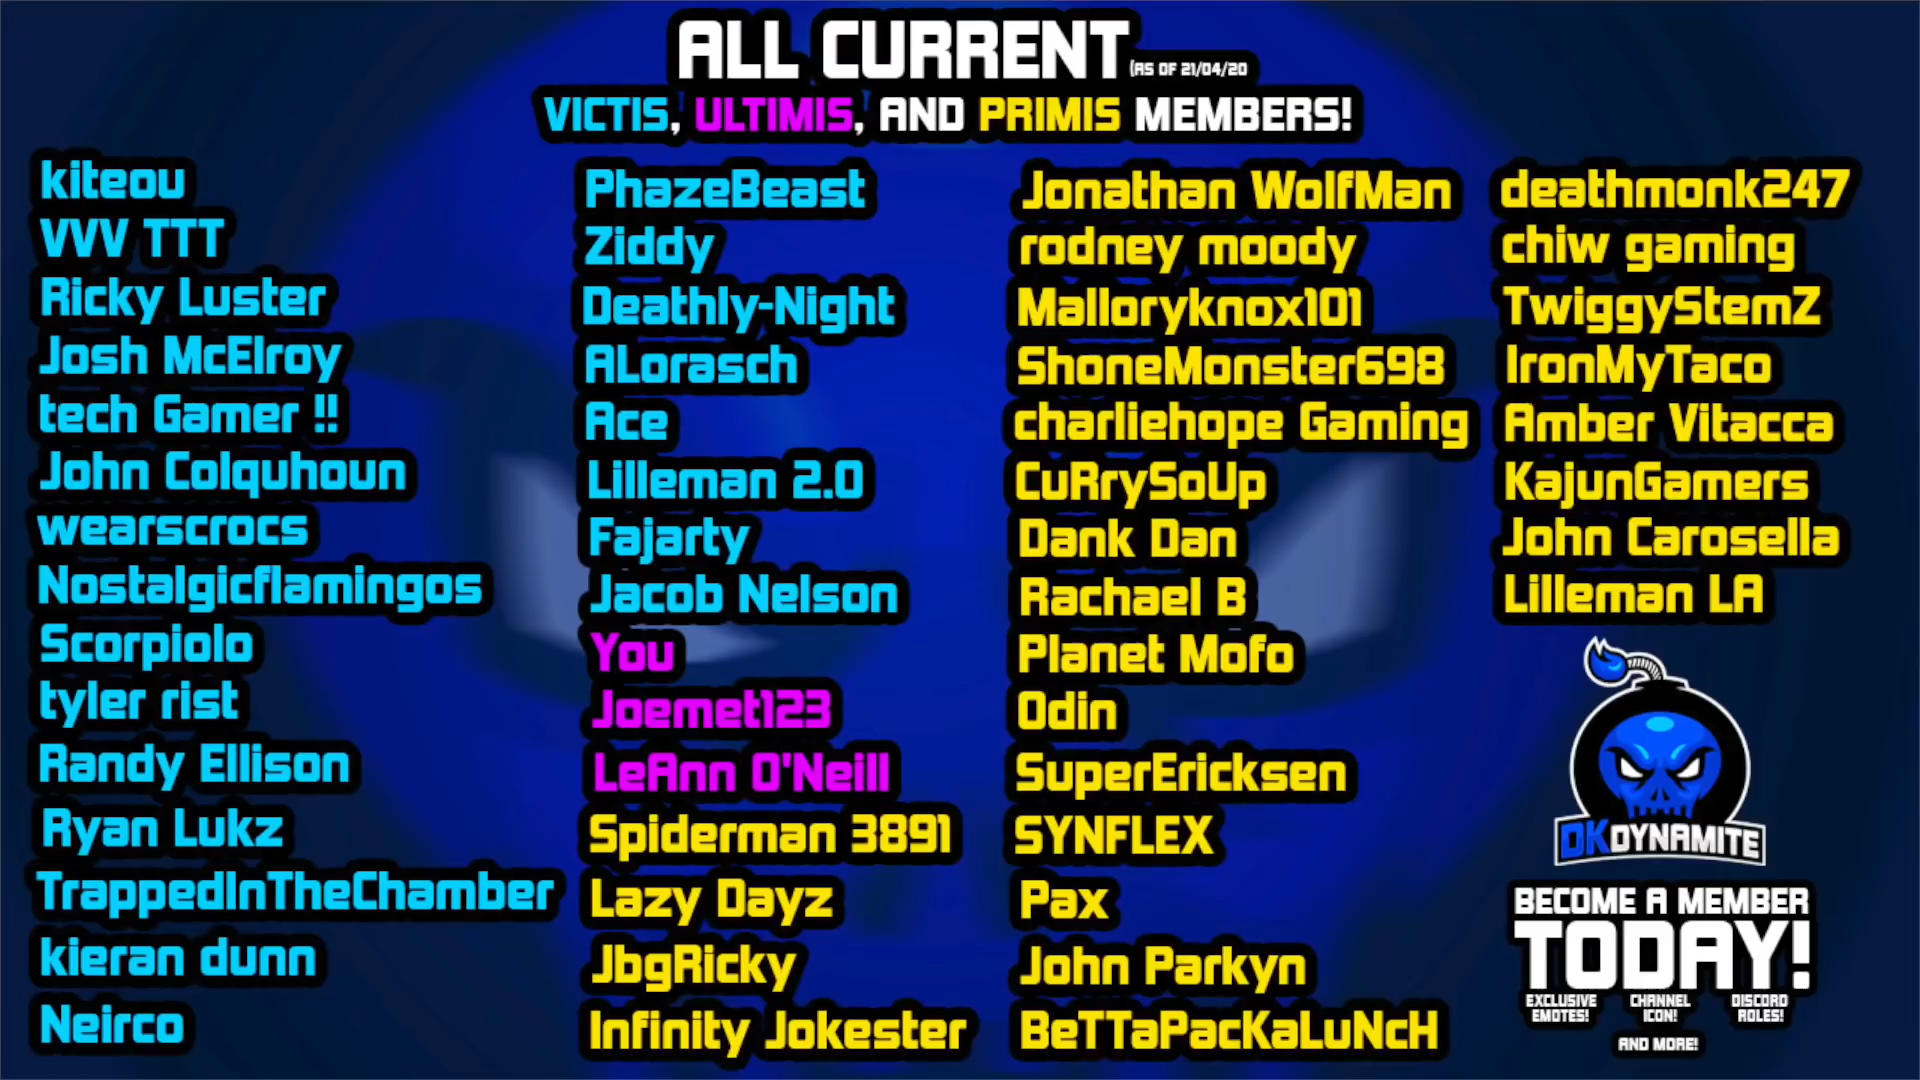 ALL CURRENT (AS OF 21/04/20
VICTIS, ULTIMIS, AND PRIMIS MEMBERS!
kiteou
VVV TTT
Ricky Luster
Josh McElroy
tech Gamer !!
John Colquhoun
wearscrocs
Nostalgicflamingos
Scorpiolo
tyler rist
Randy Ellison
Ryan Lukz
TrappedInTheChamber
kieran dunn
Neirco
PhazeBeast
Ziddy
Deathly-Night
ALorasch
Ace
Lilleman 2.0
Fajarty
Jacob Nelson
You
Joemet123
LeAnn O'Neill
Spiderman 3891
Lazy Dayz
JbgRicky
Infinity Jokester
Jonathan WolfMan
rodney moody
Malloryknox101
ShoneMonster698
charliehope Gaming
CuRrySoUp
Dank Dan
Rachael B
Planet Mofo
Odin
SuperEricksen
SYNFLEX
Pax
John Parkyn
BeTTaPacKaLuNcH
deathmonk247
chiw gaming
TwiggyStemZ
IronMyTaco
Amber Vitacca
KajunGamers
John Carosella
Lilleman LA
DKDYNAMITE
BECOME A MEMBER
TODAY!
EXCLUSIVE EMOTES!
CHANNEL ICON!
DISCORD ROLES!
AND MORE!